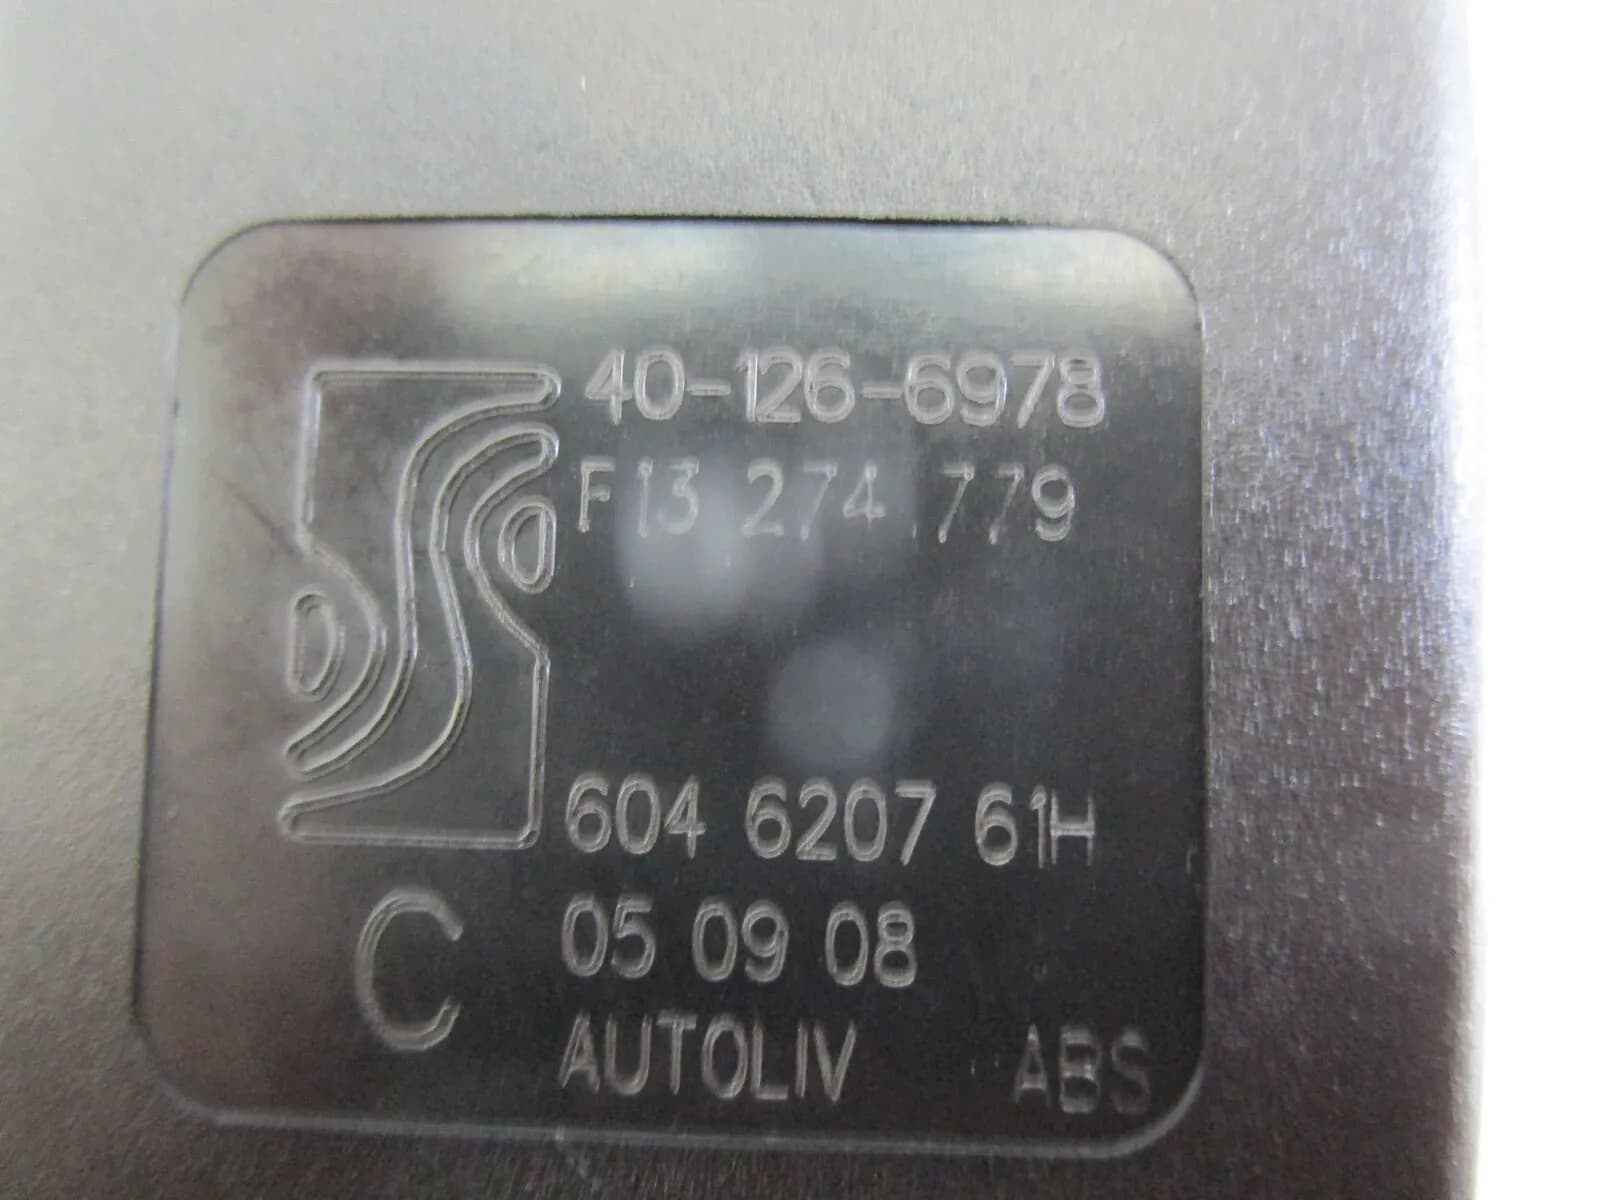 40-126-6978
F13 274 779
604 6207 61H
C 05 09 08
AUTOLIV ABS